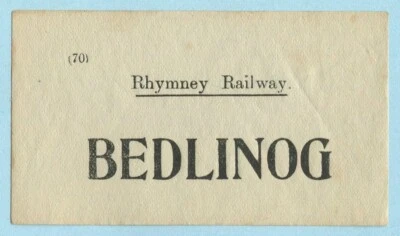 (70)
Rhymney Railway.
BEDLINOG